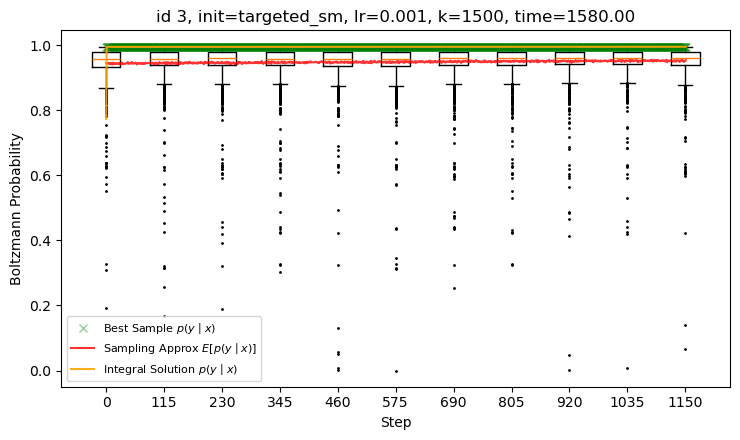 id 3, init=targeted_sm, lr=0.001, k=1500, time=1580.00
Boltzmann Probability
1.0
0.8
0.6
0.4
0.2
0.0
Best Sample p(y | x)
Sampling Approx E[p(y | x)]
Integral Solution p(y | x)
0 115 230 345 460 575 690 805 920 1035 1150
Step